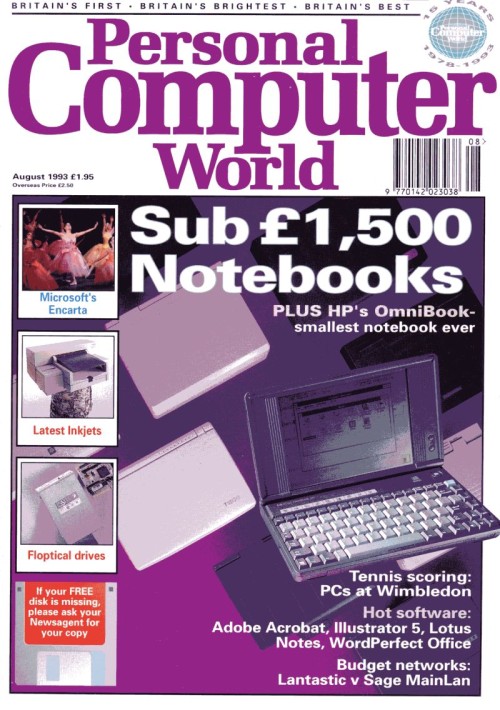 BRITAIN'S FIRST • BRITAIN'S BRIGHTEST • BRITAIN'S BEST
15 YEARS
Personal Computer World
1978-1993
Personal
Computer
World
August 1993 £1.95
Overseas Price £2.50
08>
9 770142 023038
Sub £1,500
Notebooks
PLUS HP's OmniBook-
smallest notebook ever
Microsoft's
Encarta
Latest Inkjets
Floptical drives
If your FREE
disk is missing,
please ask your
Newsagent for
your copy
Tennis scoring:
PCs at Wimbledon
Hot software:
Adobe Acrobat, Illustrator 5, Lotus
Notes, WordPerfect Office
Budget networks:
Lantastic v Sage MainLan